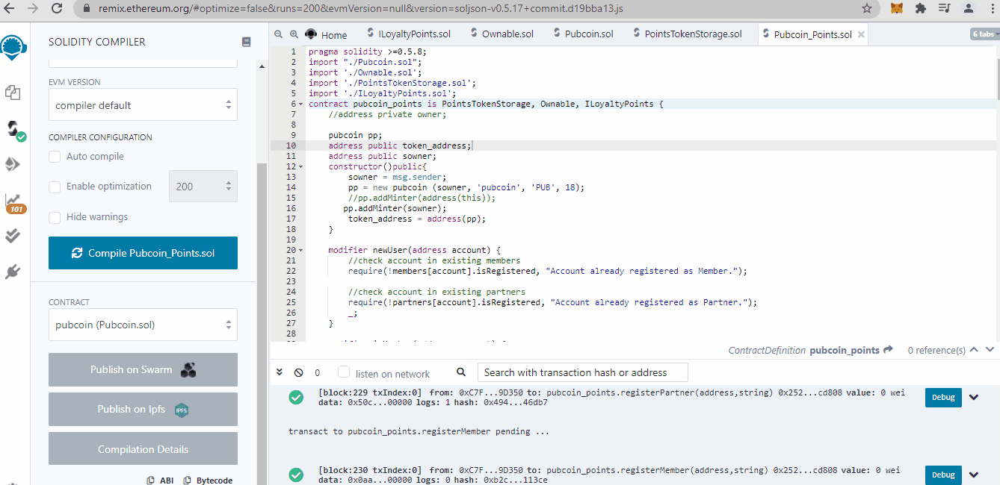 remix.ethereum.org/#optimize=false&runs=200&evmVersion=null&version=soljson-v0.5.17+commit.d19bba13.js
SOLIDITY COMPILER
EVM VERSION
compiler default
COMPILER CONFIGURATION
Auto compile
Enable optimization
200
Hide warnings
Compile Pubcoin_Points.sol
CONTRACT
pubcoin (Pubcoin.sol)
Publish on Swarm
Publish on Ipfs
IPFS
Compilation Details
ABI
Bytecode
101
Home
ILoyaltyPoints.sol
Ownable.sol
Pubcoin.sol
PointsTokenStorage.sol
Pubcoin_Points.sol
6 tabs
1 pragma solidity >=0.5.8;
2 import "./Pubcoin.sol";
3 import './Ownable.sol';
4 import './PointsTokenStorage.sol';
5 import './ILoyaltyPoints.sol';
6 contract pubcoin_points is PointsTokenStorage, Ownable, ILoyaltyPoints {
7 //address private owner;
8
9 pubcoin pp;
10 address public token_address;
11 address public sowner;
12 constructor()public{
13 sowner = msg.sender;
14 pp = new pubcoin (sowner, 'pubcoin', 'PUB', 18);
15 //pp.addMinter(address(this));
16 pp.addMinter(sowner);
17 token_address = address(pp);
18 }
19
20 modifier newUser(address account) {
21 //check account in existing members
22 require(!members[account].isRegistered, "Account already registered as Member.");
23
24 //check account in existing partners
25 require(!partners[account].isRegistered, "Account already registered as Partner.");
26 _;
27 }
28
ContractDefinition pubcoin_points
0 reference(s)
0
listen on network
Search with transaction hash or address
[block:229 txIndex:0] from: 0xC7F...9D350 to: pubcoin_points.registerPartner(address,string) 0x252...cd808 value: 0 wei
data: 0x50c...00000 logs: 1 hash: 0x494...46db7
Debug
transact to pubcoin_points.registerMember pending ...
[block:230 txIndex:0] from: 0xC7F...9D350 to: pubcoin_points.registerMember(address,string) 0x252...cd808 value: 0 wei
data: 0x0aa...00000 logs: 0 hash: 0xb2c...113ce
Debug